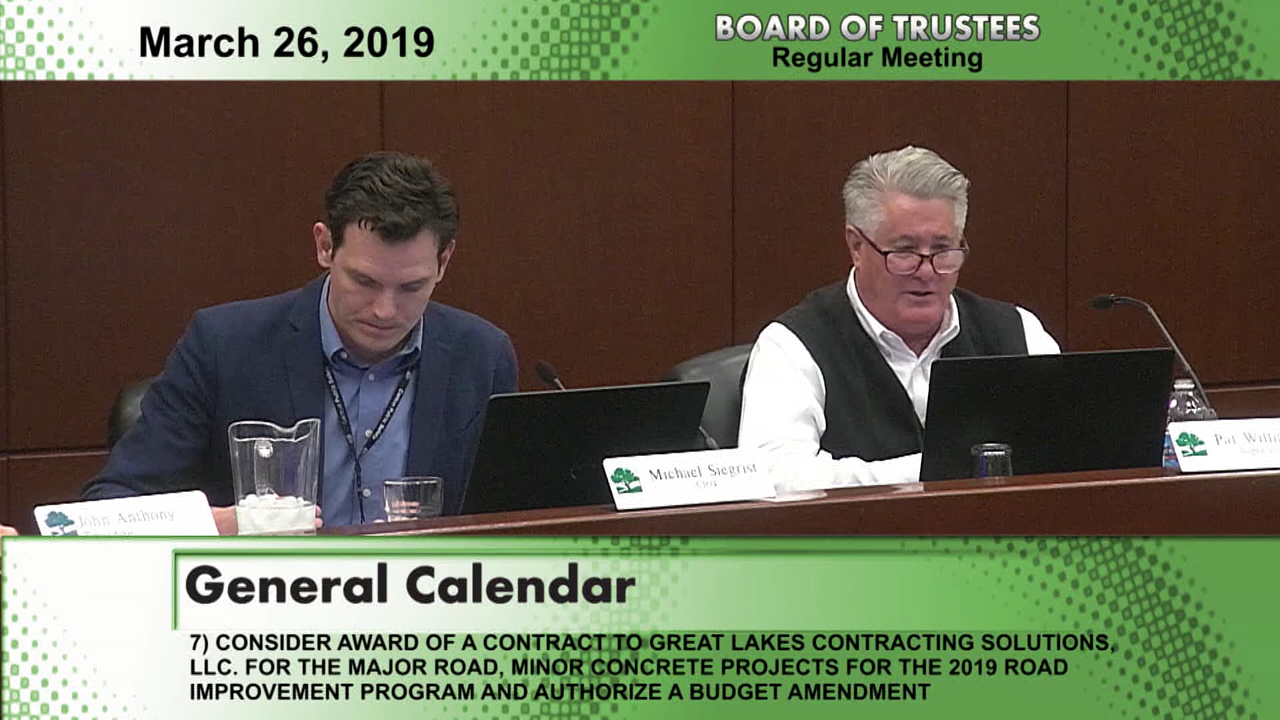 March 26, 2019
BOARD OF TRUSTEES
Regular Meeting
John Anthony
Michael Siegrist
Clerk
Pat
General Calendar
7) CONSIDER AWARD OF A CONTRACT TO GREAT LAKES CONTRACTING SOLUTIONS,
LLC. FOR THE MAJOR ROAD, MINOR CONCRETE PROJECTS FOR THE 2019 ROAD
IMPROVEMENT PROGRAM AND AUTHORIZE A BUDGET AMENDMENT